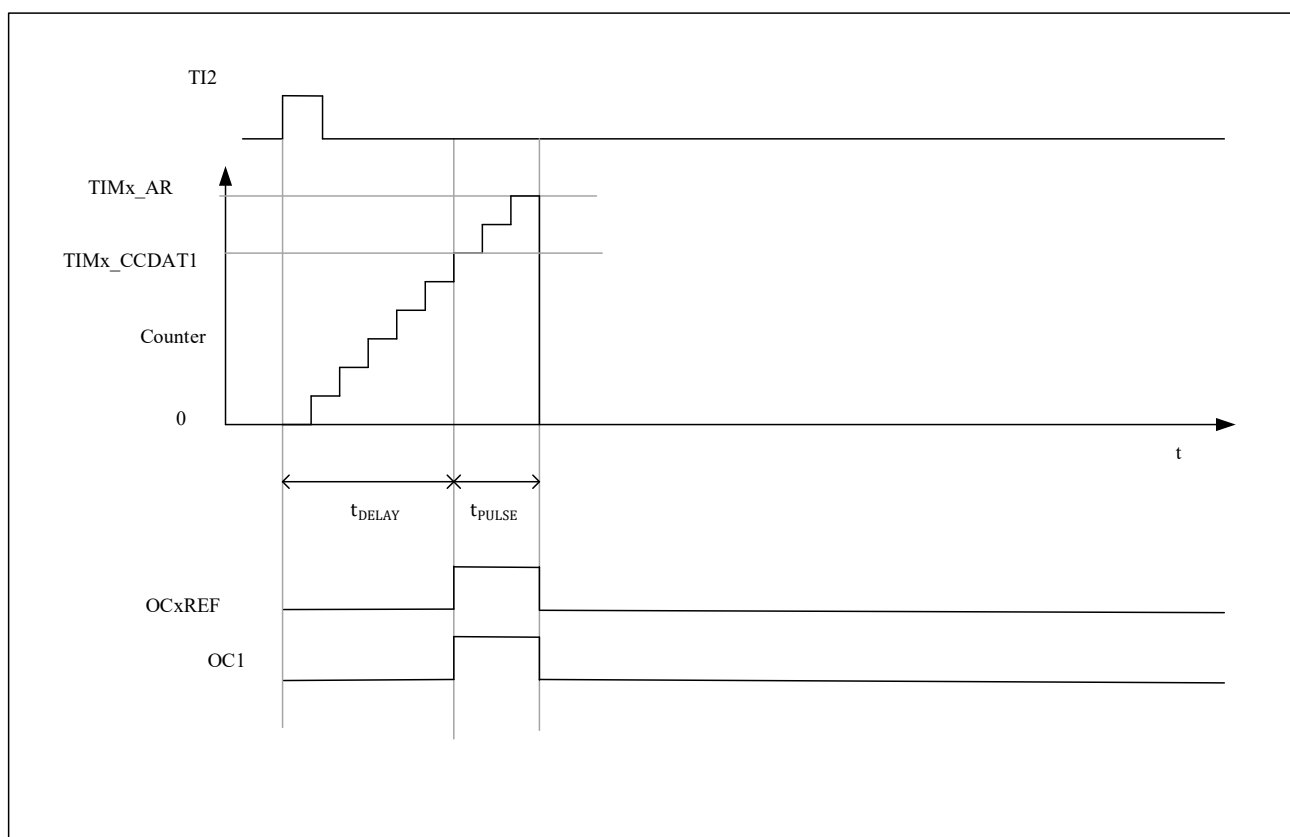 TI2
TIMx_AR
TIMx_CCDAT1
Counter
0
t
tDELAY
tPULSE
OCxREF
OC1